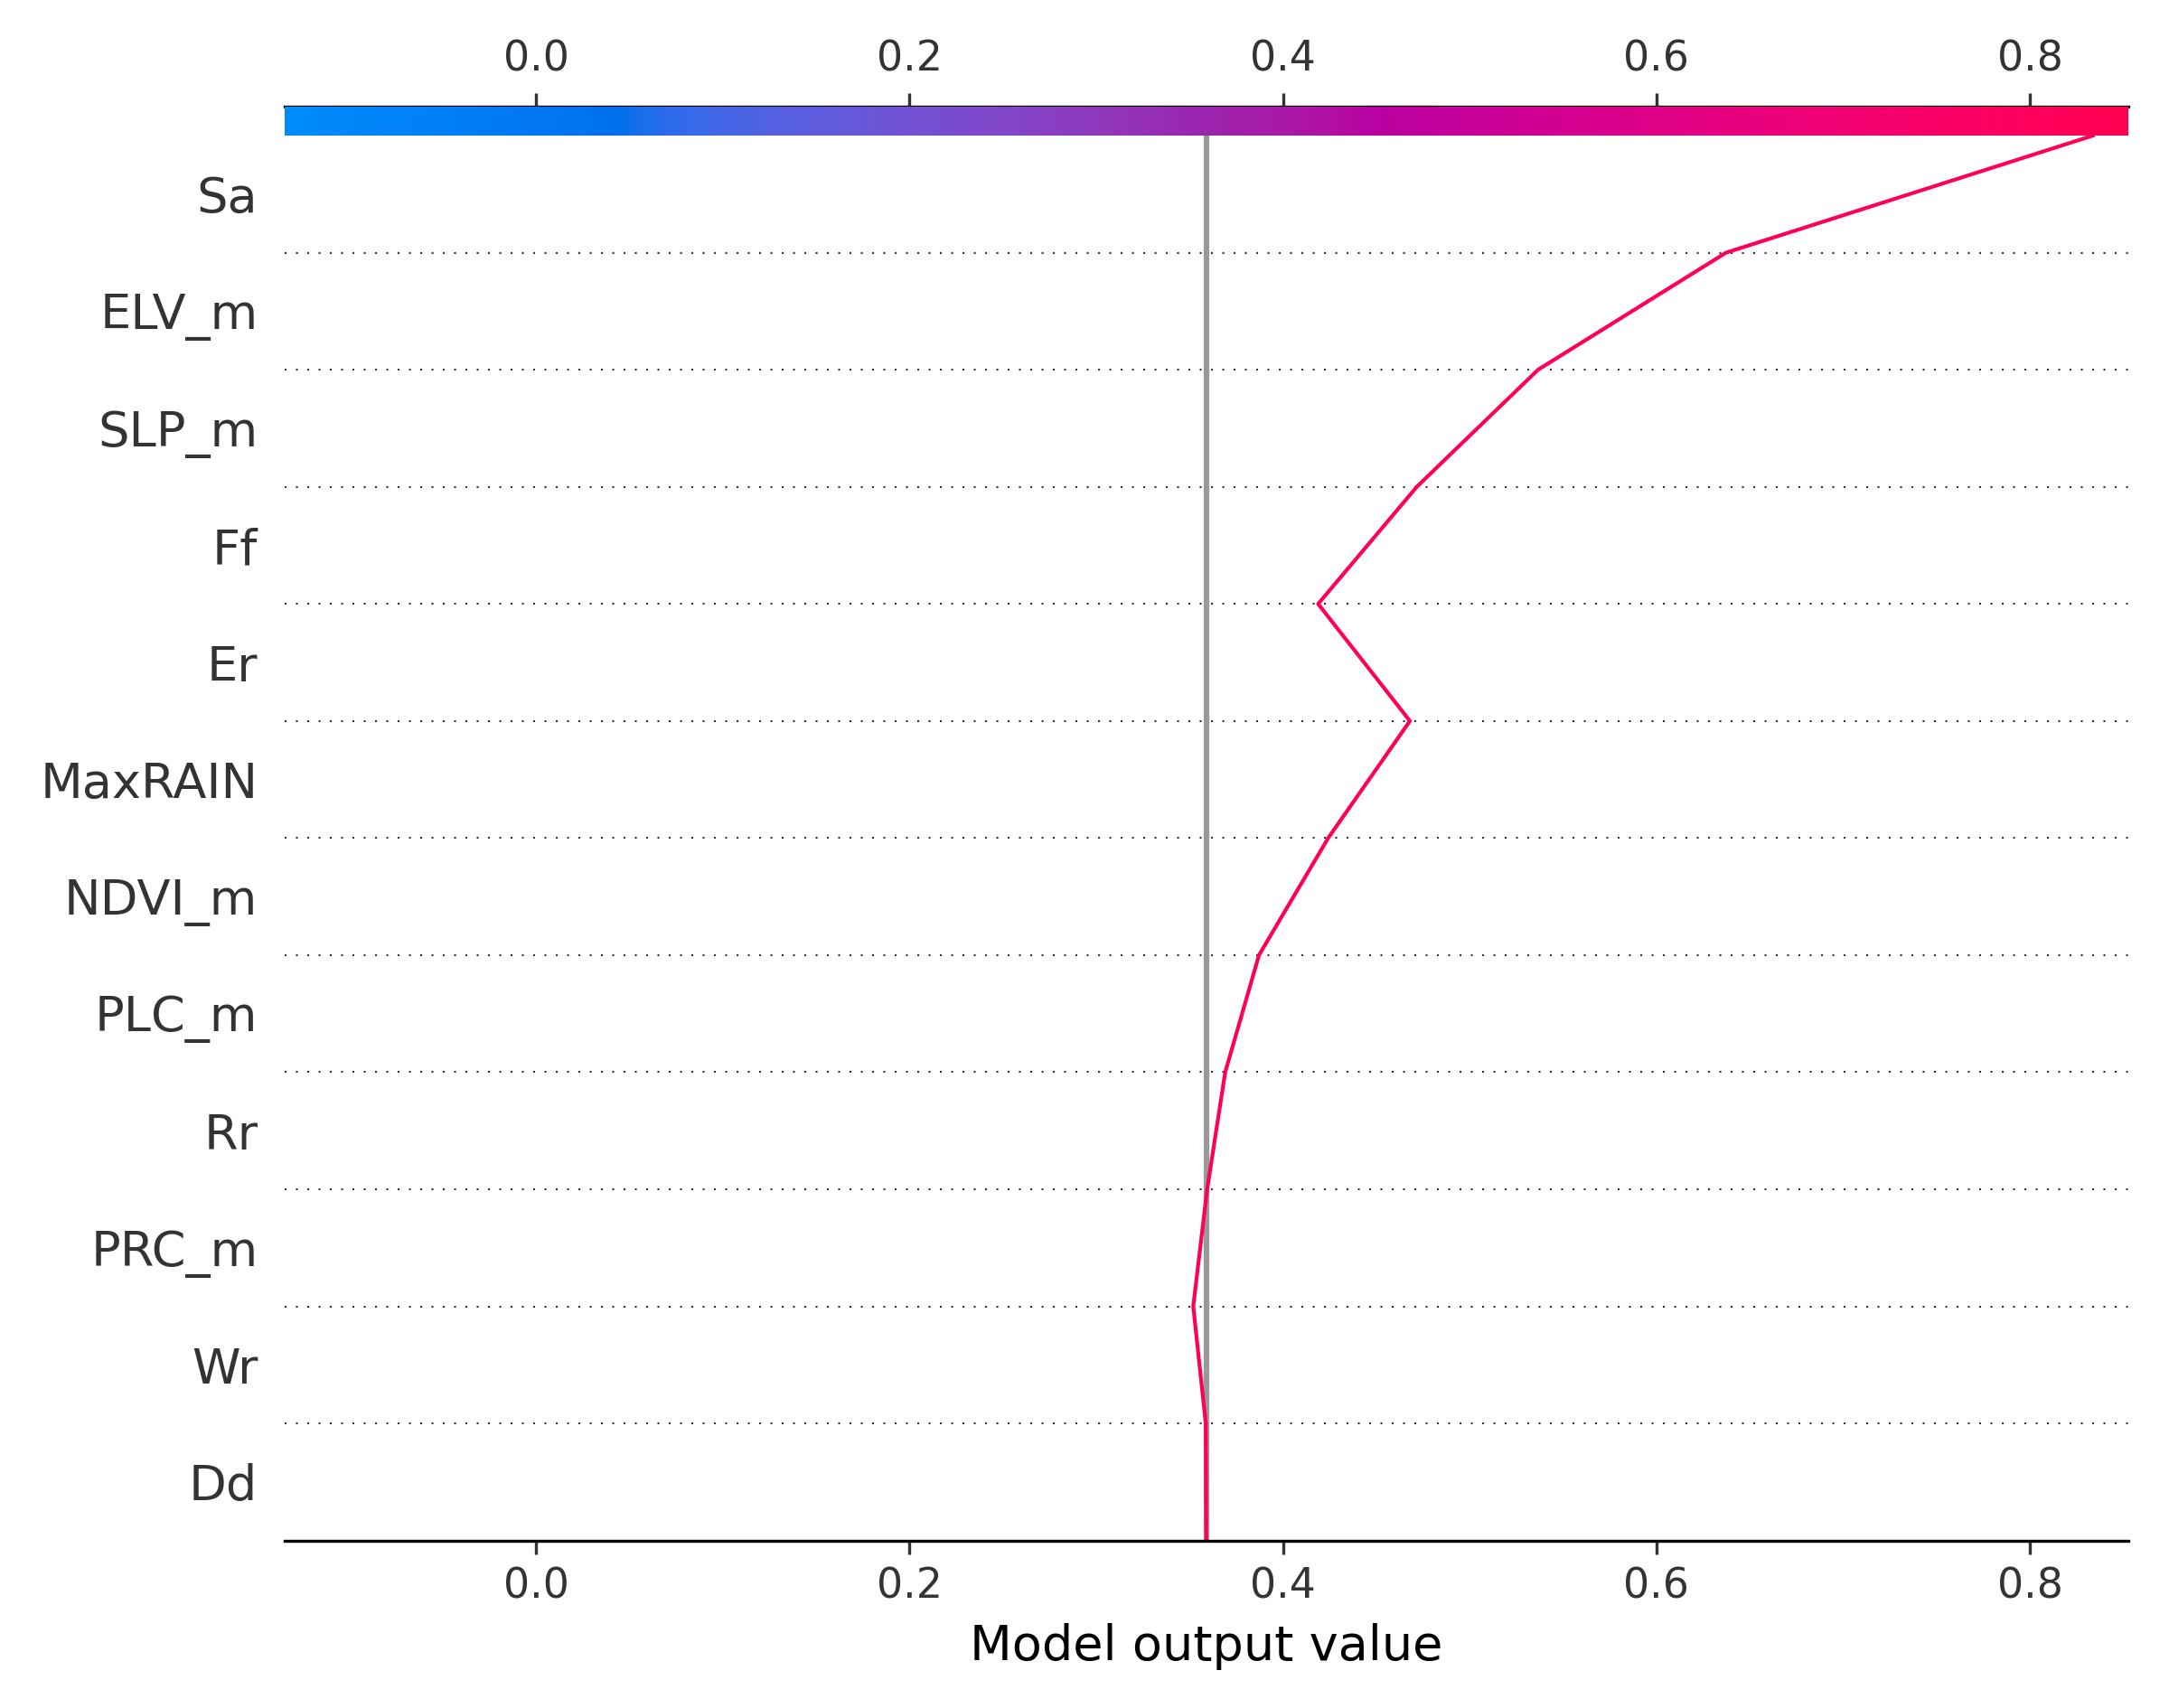 0.0 0.2 0.4 0.6 0.8
Sa
ELV_m
SLP_m
Ff
Er
MaxRAIN
NDVI_m
PLC_m
Rr
PRC_m
Wr
Dd
0.0 0.2 0.4 0.6 0.8
Model output value